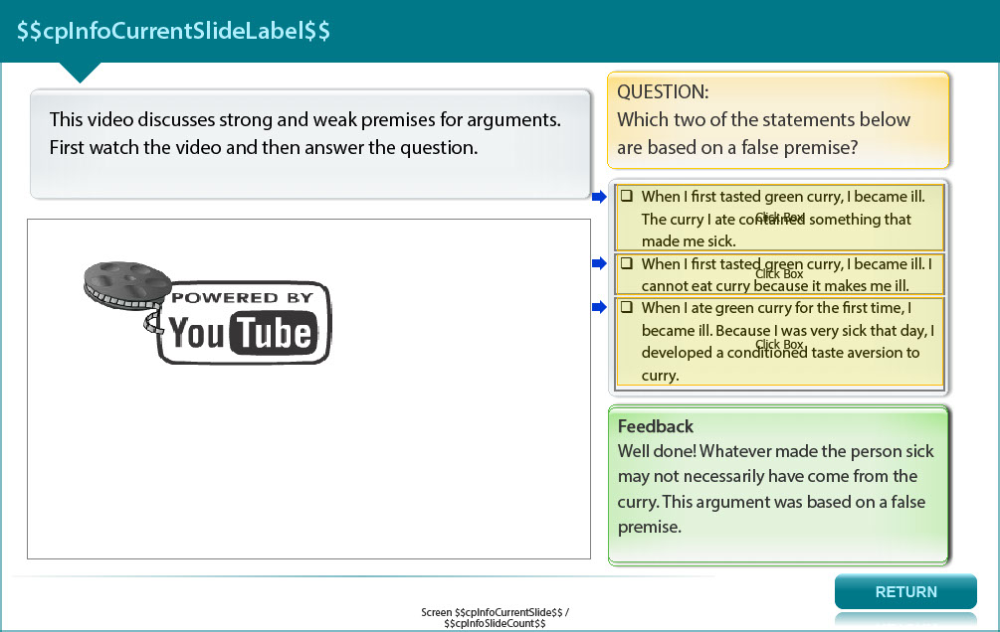 $$cpInfoCurrentSlideLabel$$
This video discusses strong and weak premises for arguments.
First watch the video and then answer the question.
POWERED BY
YouTube
QUESTION:
Which two of the statements below
are based on a false premise?
When I first tasted green curry, I became ill.
The curry I ate contained something that
made me sick.
Click Box
When I first tasted green curry, I became ill. I
cannot eat curry because it makes me ill.
Click Box
When I ate green curry for the first time, I
became ill. Because I was very sick that day, I
developed a conditioned taste aversion to
curry.
Click Box
Feedback
Well done! Whatever made the person sick
may not necessarily have come from the
curry. This argument was based on a false
premise.
RETURN
Screen $$cpInfoCurrentSlide$$ /
$$cpInfoSlideCount$$